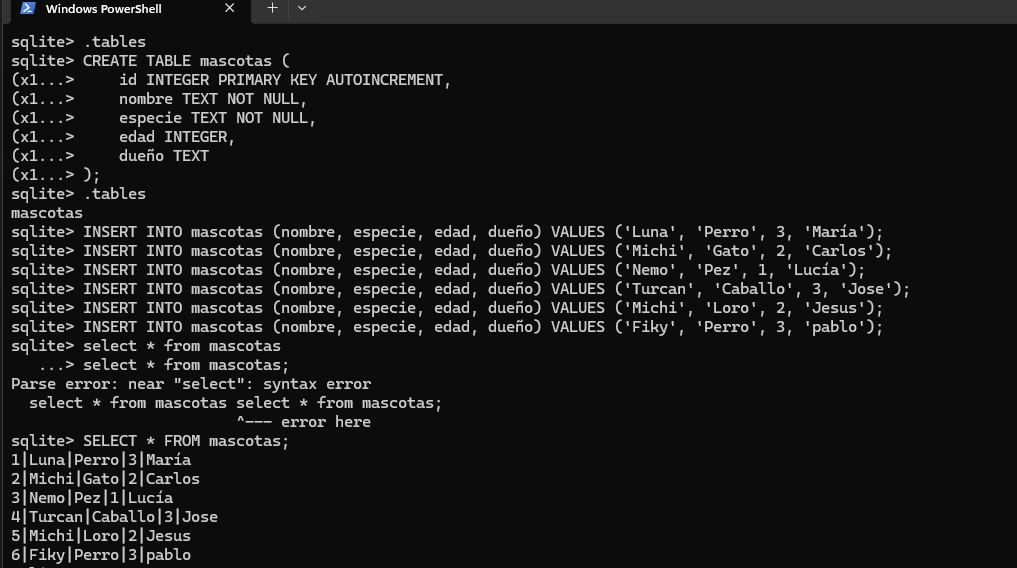 Windows PowerShell
sqlite> .tables
sqlite> CREATE TABLE mascotas (
(x1...>     id INTEGER PRIMARY KEY AUTOINCREMENT,
(x1...>     nombre TEXT NOT NULL,
(x1...>     especie TEXT NOT NULL,
(x1...>     edad INTEGER,
(x1...>     dueño TEXT
(x1...> );
sqlite> .tables
mascotas
sqlite> INSERT INTO mascotas (nombre, especie, edad, dueño) VALUES ('Luna', 'Perro', 3, 'María');
sqlite> INSERT INTO mascotas (nombre, especie, edad, dueño) VALUES ('Michi', 'Gato', 2, 'Carlos');
sqlite> INSERT INTO mascotas (nombre, especie, edad, dueño) VALUES ('Nemo', 'Pez', 1, 'Lucía');
sqlite> INSERT INTO mascotas (nombre, especie, edad, dueño) VALUES ('Turcan', 'Caballo', 3, 'Jose');
sqlite> INSERT INTO mascotas (nombre, especie, edad, dueño) VALUES ('Michi', 'Loro', 2, 'Jesus');
sqlite> INSERT INTO mascotas (nombre, especie, edad, dueño) VALUES ('Fiky', 'Perro', 3, 'pablo');
sqlite> select * from mascotas
   ...> select * from mascotas;
Parse error: near "select": syntax error
  select * from mascotas select * from mascotas;
                         ^--- error here
sqlite> SELECT * FROM mascotas;
1|Luna|Perro|3|María
2|Michi|Gato|2|Carlos
3|Nemo|Pez|1|Lucía
4|Turcan|Caballo|3|Jose
5|Michi|Loro|2|Jesus
6|Fiky|Perro|3|pablo